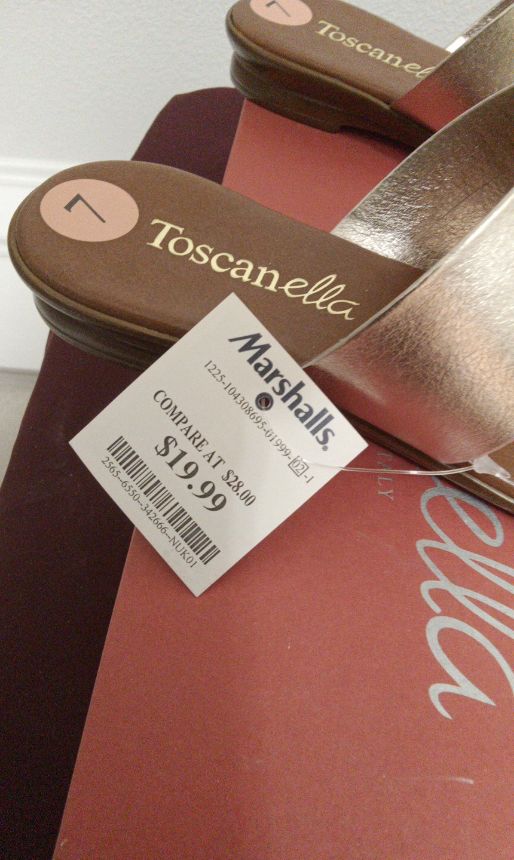 7
Toscanella
7
Toscanella
Marshalls.
1225-104308695-01999-02-1
COMPARE AT $28.00
$19.99
2565-6550-342666-NUK01
ella